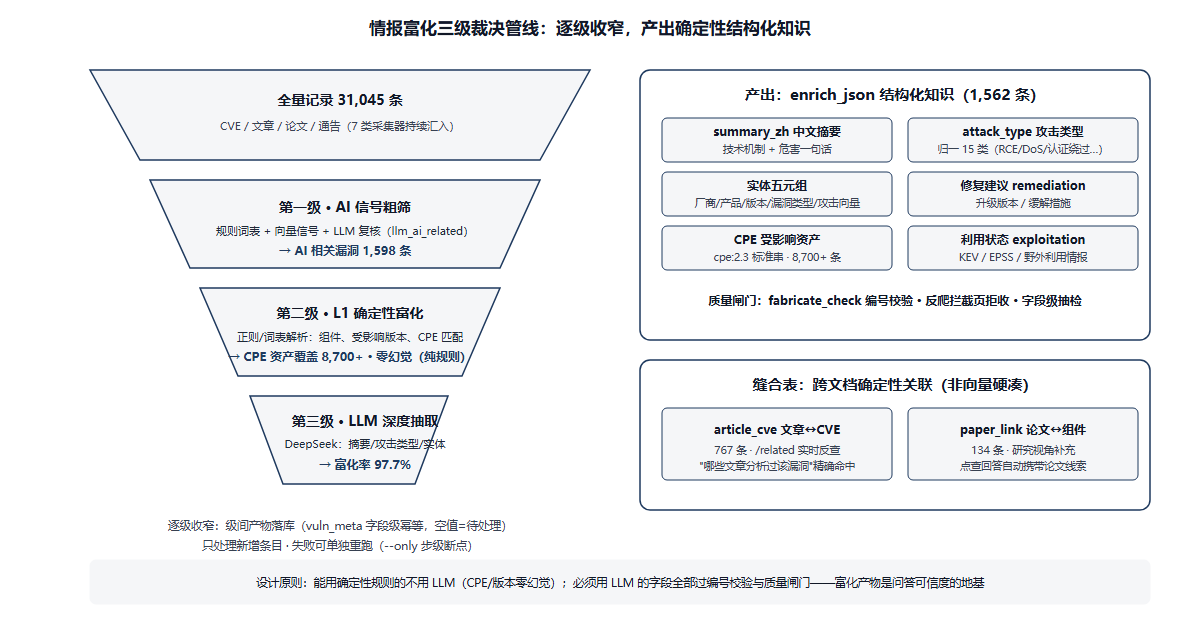 情报富化三级裁决管线：逐级收窄，产出确定性结构化知识
全量记录 31,045 条
CVE / 文章 / 论文 / 通告（7 类采集器持续汇入）
第一级 · AI 信号粗筛
规则词表 + 向量信号 + LLM 复核（llm_ai_related）
→ AI 相关漏洞 1,598 条
第二级 · L1 确定性富化
正则/词表解析：组件、受影响版本、CPE 匹配
→ CPE 资产覆盖 8,700+ · 零幻觉（纯规则）
第三级 · LLM 深度抽取
DeepSeek：摘要/攻击类型/实体
→ 富化率 97.7%
逐级收窄：级间产物落库（vuln_meta 字段级幂等，空值=待处理）
只处理新增条目 · 失败可单独重跑（--only 步级断点）
产出：enrich_json 结构化知识（1,562 条）
summary_zh 中文摘要
技术机制 + 危害一句话
attack_type 攻击类型
归一 15 类（RCE/DoS/认证绕过...）
实体五元组
厂商/产品/版本/漏洞类型/攻击向量
修复建议 remediation
升级版本 / 缓解措施
CPE 受影响资产
cpe:2.3 标准串 · 8,700+ 条
利用状态 exploitation
KEV / EPSS / 野外利用情报
质量闸门：fabricate_check 编号校验 · 反爬拦截页拒收 · 字段级抽检
缝合表：跨文档确定性关联（非向量硬凑）
article_cve 文章↔CVE
767 条 · /related 实时反查
"哪些文章分析过该漏洞"精确命中
paper_link 论文↔组件
134 条 · 研究视角补充
点查回答自动携带论文线索
设计原则：能用确定性规则的不用 LLM（CPE/版本零幻觉）；必须用 LLM 的字段全部过编号校验与质量闸门——富化产物是问答可信度的地基